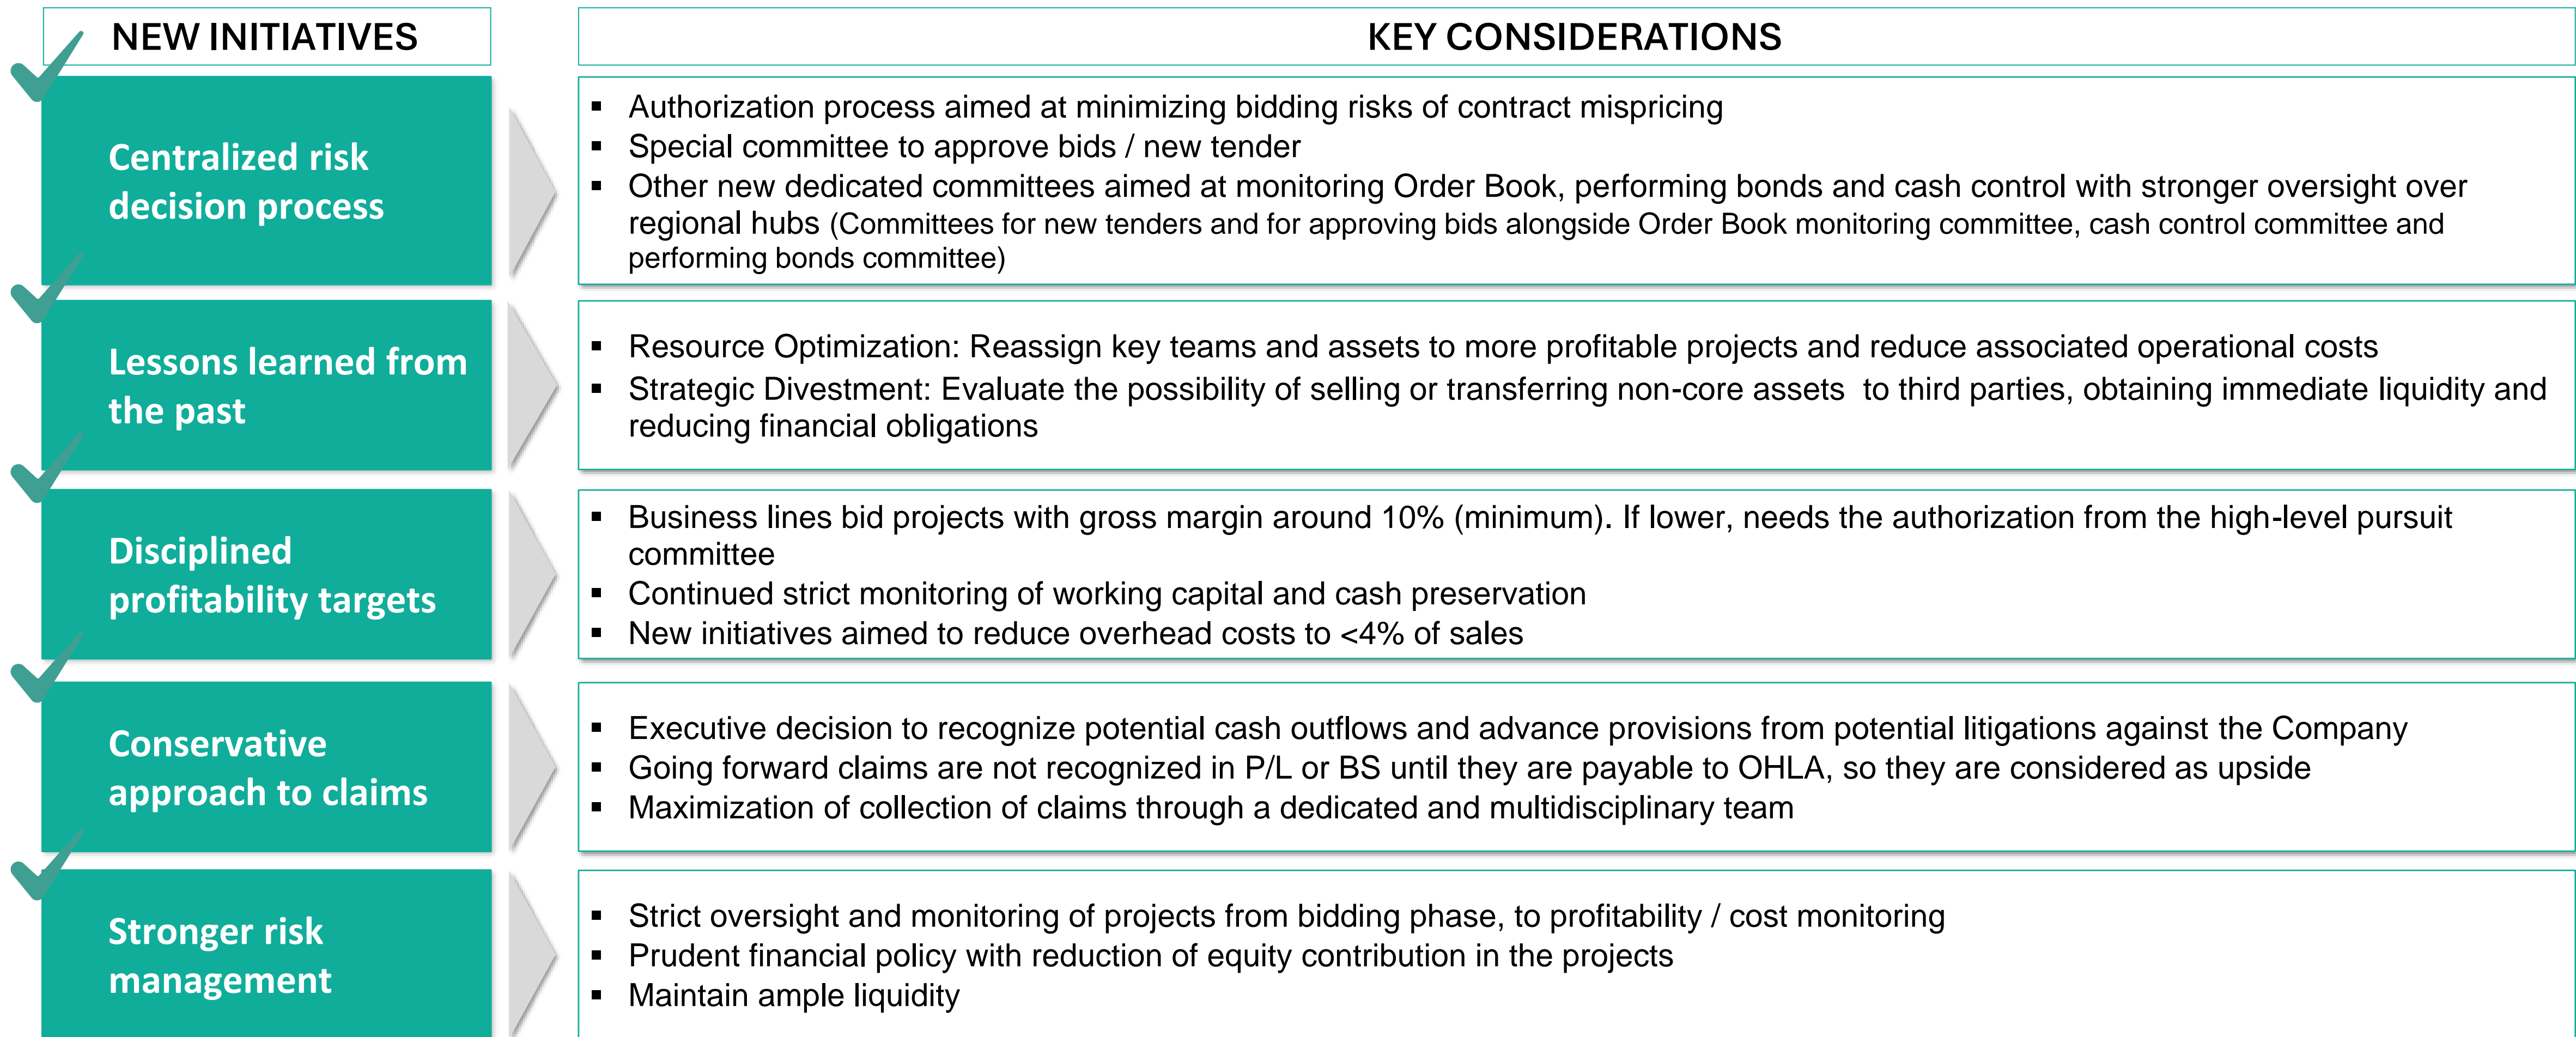 NEW INITIATIVES
KEY CONSIDERATIONS
Centralized risk
decision process
▪ Authorization process aimed at minimizing bidding risks of contract mispricing
▪ Special committee to approve bids / new tender
▪ Other new dedicated committees aimed at monitoring Order Book, performing bonds and cash control with stronger oversight over
regional hubs (Committees for new tenders and for approving bids alongside Order Book monitoring committee, cash control committee and
performing bonds committee)
Lessons learned from
the past
▪ Resource Optimization: Reassign key teams and assets to more profitable projects and reduce associated operational costs
▪ Strategic Divestment: Evaluate the possibility of selling or transferring non-core assets  to third parties, obtaining immediate liquidity and
reducing financial obligations
Disciplined
profitability targets
▪ Business lines bid projects with gross margin around 10% (minimum). If lower, needs the authorization from the high-level pursuit
committee
▪ Continued strict monitoring of working capital and cash preservation
▪ New initiatives aimed to reduce overhead costs to <4% of sales
Conservative
approach to claims
▪ Executive decision to recognize potential cash outflows and advance provisions from potential litigations against the Company
▪ Going forward claims are not recognized in P/L or BS until they are payable to OHLA, so they are considered as upside
▪ Maximization of collection of claims through a dedicated and multidisciplinary team
Stronger risk
management
▪ Strict oversight and monitoring of projects from bidding phase, to profitability / cost monitoring
▪ Prudent financial policy with reduction of equity contribution in the projects
▪ Maintain ample liquidity